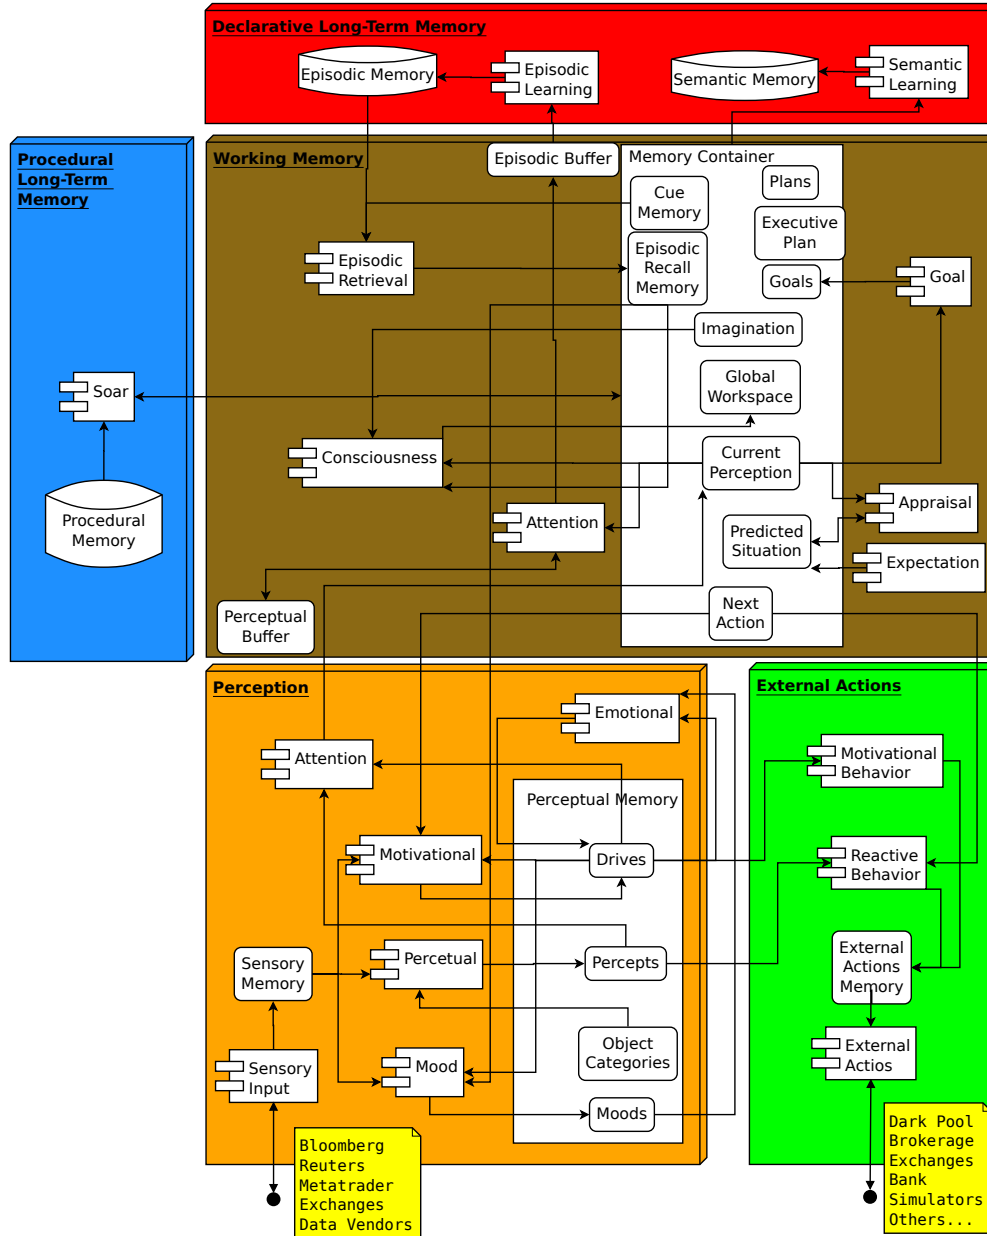 Declarative Long-Term Memory
Episodic Memory
Episodic
Learning
Semantic Memory
Semantic
Learning
Procedural
Long-Term
Memory
Soar
Procedural
Memory
Working Memory
Episodic Buffer
Memory Container
Cue
Memory
Plans
Executive
Plan
Episodic
Retrieval
Episodic
Recall
Memory
Goals
Goal
Imagination
Global
Workspace
Consciousness
Current
Perception
Appraisal
Attention
Predicted
Situation
Expectation
Perceptual
Buffer
Next
Action
Perception
Emotional
Attention
Perceptual Memory
Motivational
Drives
Sensory
Memory
Percetual
Percepts
Object
Categories
Sensory
Input
Mood
Moods
Bloomberg
Reuters
Metatrader
Exchanges
Data Vendors
External Actions
Motivational
Behavior
Reactive
Behavior
External
Actions
Memory
External
Actios
Dark Pool
Brokerage
Exchanges
Bank
Simulators
Others...